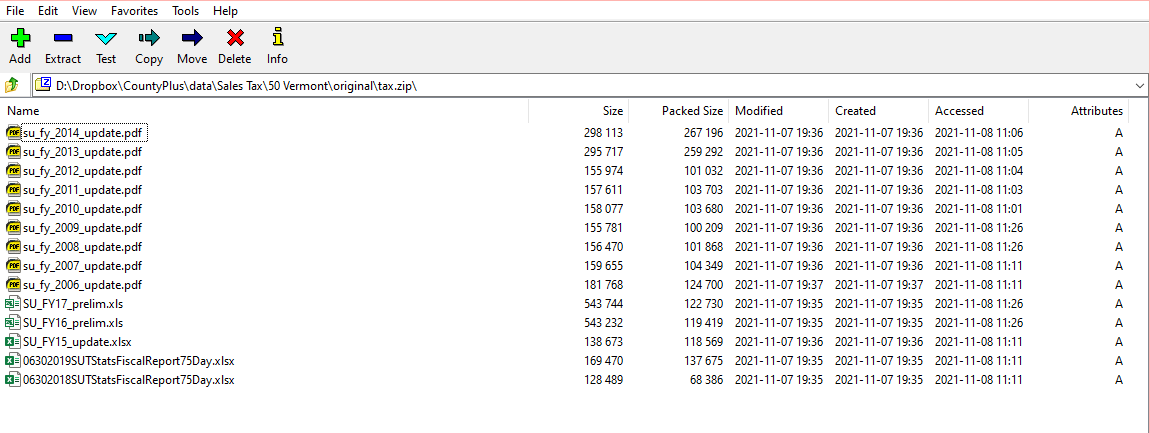 File Edit View Favorites Tools Help
Add Extract Test Copy Move Delete Info
D:\Dropbox\CountyPlus\data\Sales Tax\50 Vermont\original\tax.zip\
Name Size Packed Size Modified Created Accessed Attributes
su_fy_2014_update.pdf 298 113 267 196 2021-11-07 19:36 2021-11-07 19:36 2021-11-08 11:06 A
su_fy_2013_update.pdf 295 717 259 292 2021-11-07 19:36 2021-11-07 19:36 2021-11-08 11:05 A
su_fy_2012_update.pdf 155 974 101 032 2021-11-07 19:36 2021-11-07 19:36 2021-11-08 11:04 A
su_fy_2011_update.pdf 157 611 103 703 2021-11-07 19:36 2021-11-07 19:36 2021-11-08 11:03 A
su_fy_2010_update.pdf 158 077 103 680 2021-11-07 19:36 2021-11-07 19:36 2021-11-08 11:01 A
su_fy_2009_update.pdf 155 781 100 209 2021-11-07 19:36 2021-11-07 19:36 2021-11-08 11:26 A
su_fy_2008_update.pdf 156 470 101 868 2021-11-07 19:36 2021-11-07 19:36 2021-11-08 11:26 A
su_fy_2007_update.pdf 159 655 104 349 2021-11-07 19:36 2021-11-07 19:36 2021-11-08 11:11 A
su_fy_2006_update.pdf 181 768 124 700 2021-11-07 19:37 2021-11-07 19:37 2021-11-08 11:11 A
SU_FY17_prelim.xls 543 744 122 730 2021-11-07 19:35 2021-11-07 19:35 2021-11-08 11:26 A
SU_FY16_prelim.xls 543 232 119 419 2021-11-07 19:35 2021-11-07 19:35 2021-11-08 11:26 A
SU_FY15_update.xlsx 138 673 118 569 2021-11-07 19:36 2021-11-07 19:36 2021-11-08 11:11 A
06302019SUTStatsFiscalReport75Day.xlsx 169 470 137 675 2021-11-07 19:35 2021-11-07 19:35 2021-11-08 11:11 A
06302018SUTStatsFiscalReport75Day.xlsx 128 489 68 386 2021-11-07 19:35 2021-11-07 19:35 2021-11-08 11:11 A